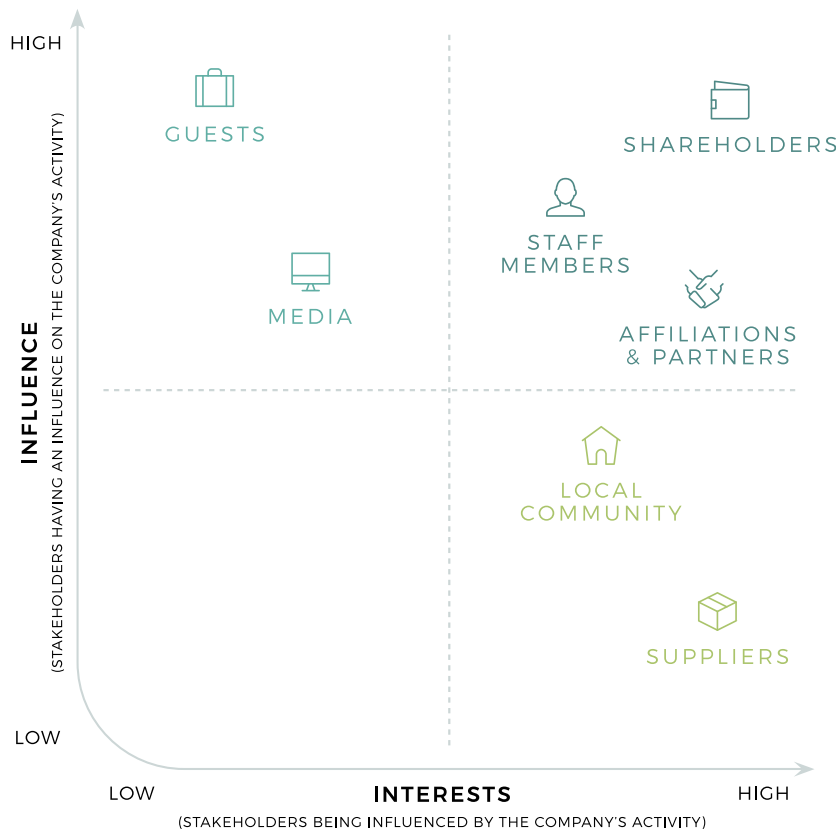 HIGH
GUESTS
SHAREHOLDERS
STAFF
MEMBERS
MEDIA
AFFILIATIONS
& PARTNERS
INFLUENCE
(STAKEHOLDERS HAVING AN INFLUENCE ON THE COMPANY'S ACTIVITY)
LOCAL
COMMUNITY
SUPPLIERS
LOW
LOW
INTERESTS
HIGH
(STAKEHOLDERS BEING INFLUENCED BY THE COMPANY'S ACTIVITY)